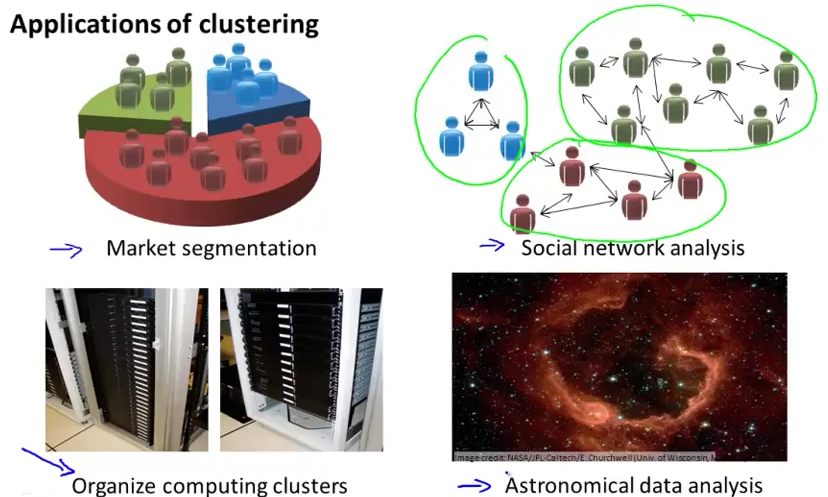 Applications of clustering
Market segmentation
Social network analysis
Image credit: NASA/JPL-Caltech/E. Churchwell (Univ. of Wisconsin,
Organize computing clusters
Astronomical data analysis